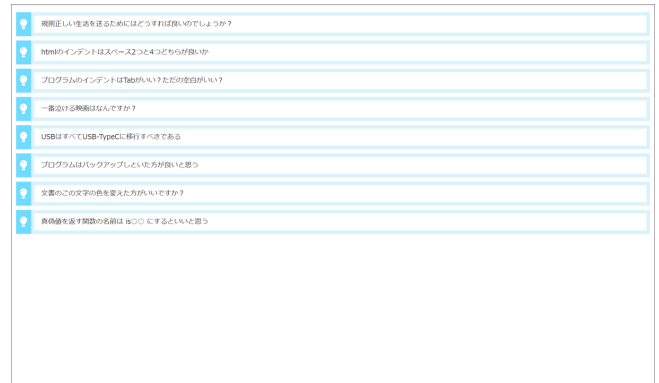 規則正しい生活を送るためにはどうすれば良いのでしょうか？
htmlのインデントはスペース2つと4つどちらが良いか
プログラムのインデントはTabがいい？ただの空白がいい？
一番泣ける映画はなんですか？
USBはすべてUSB-TypeCに移行すべきである
プログラムはバックアップしといた方が良いと思う
文書のこの文字の色を変えた方がいいですか？
真偽値を返す関数の名前は is○○ にするといいと思う